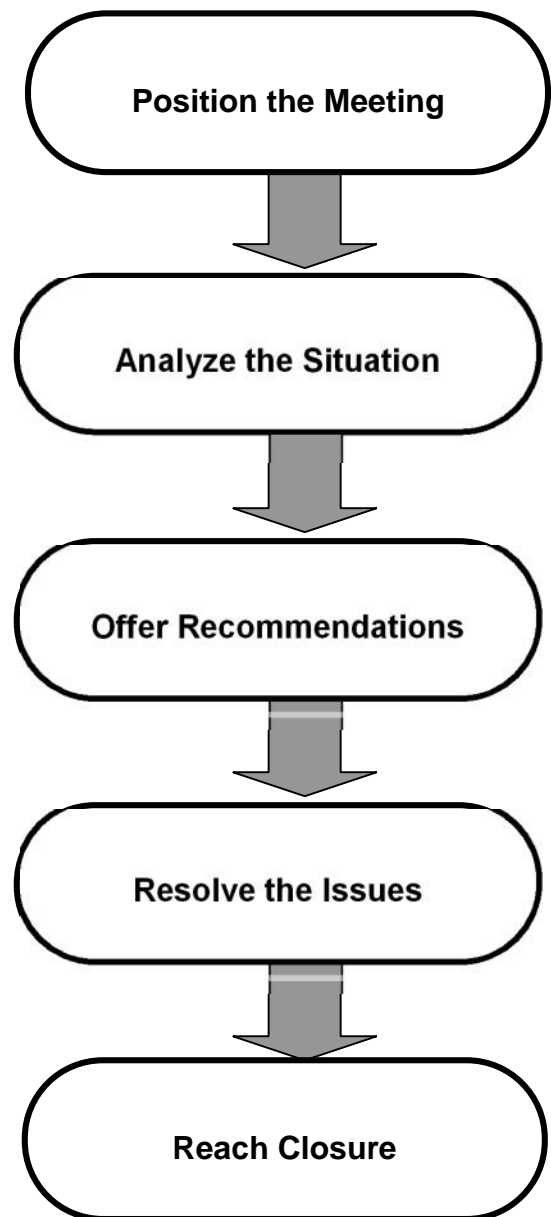 Position the Meeting
Analyze the Situation
Offer Recommendations
Resolve the Issues
Reach Closure